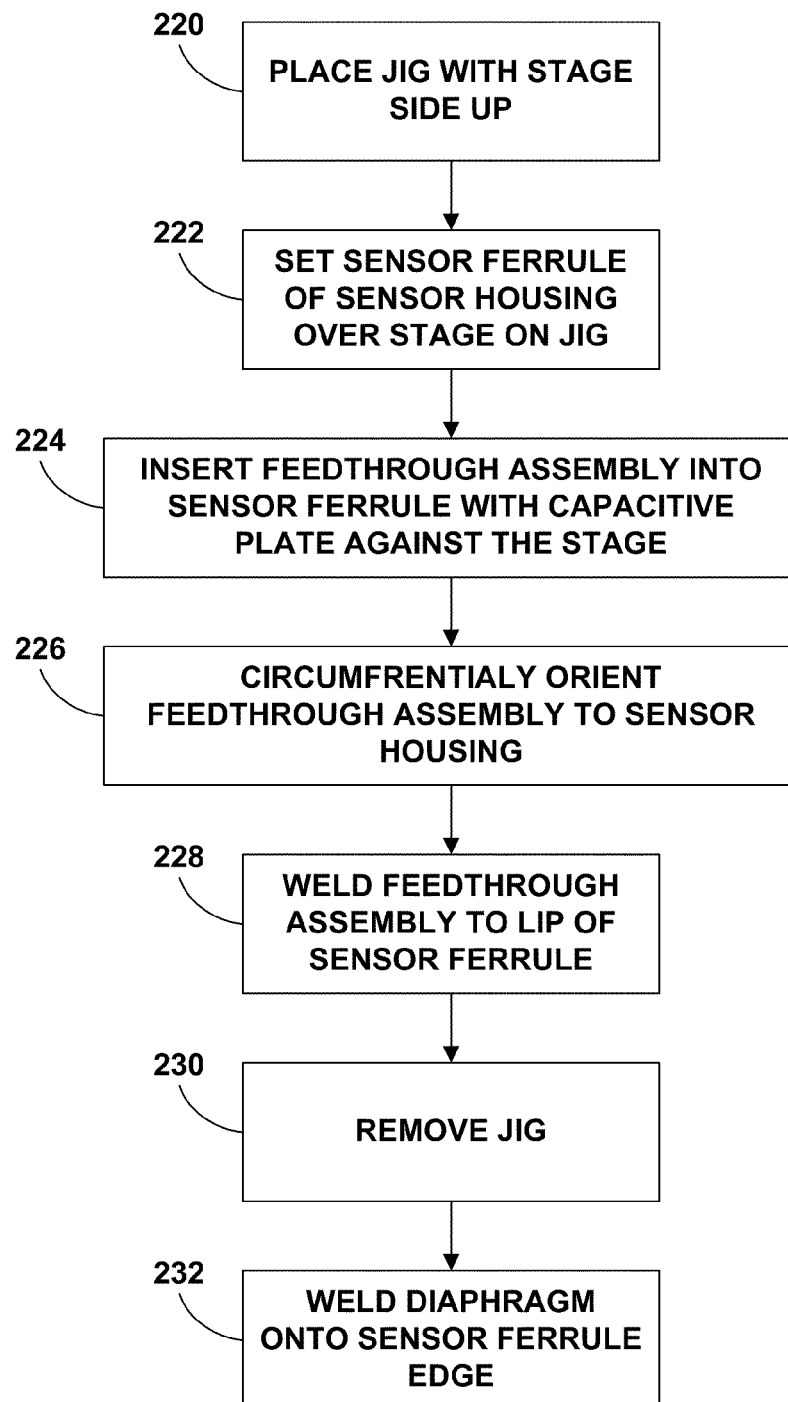 220
PLACE JIG WITH STAGE
SIDE UP
222
SET SENSOR FERRULE
OF SENSOR HOUSING
OVER STAGE ON JIG
224
INSERT FEEDTHROUGH ASSEMBLY INTO
SENSOR FERRULE WITH CAPACITIVE
PLATE AGAINST THE STAGE
226
CIRCUMFRENTIALY ORIENT
FEEDTHROUGH ASSEMBLY TO SENSOR
HOUSING
228
WELD FEEDTHROUGH
ASSEMBLY TO LIP OF
SENSOR FERRULE
230
REMOVE JIG
232
WELD DIAPHRAGM
ONTO SENSOR FERRULE
EDGE